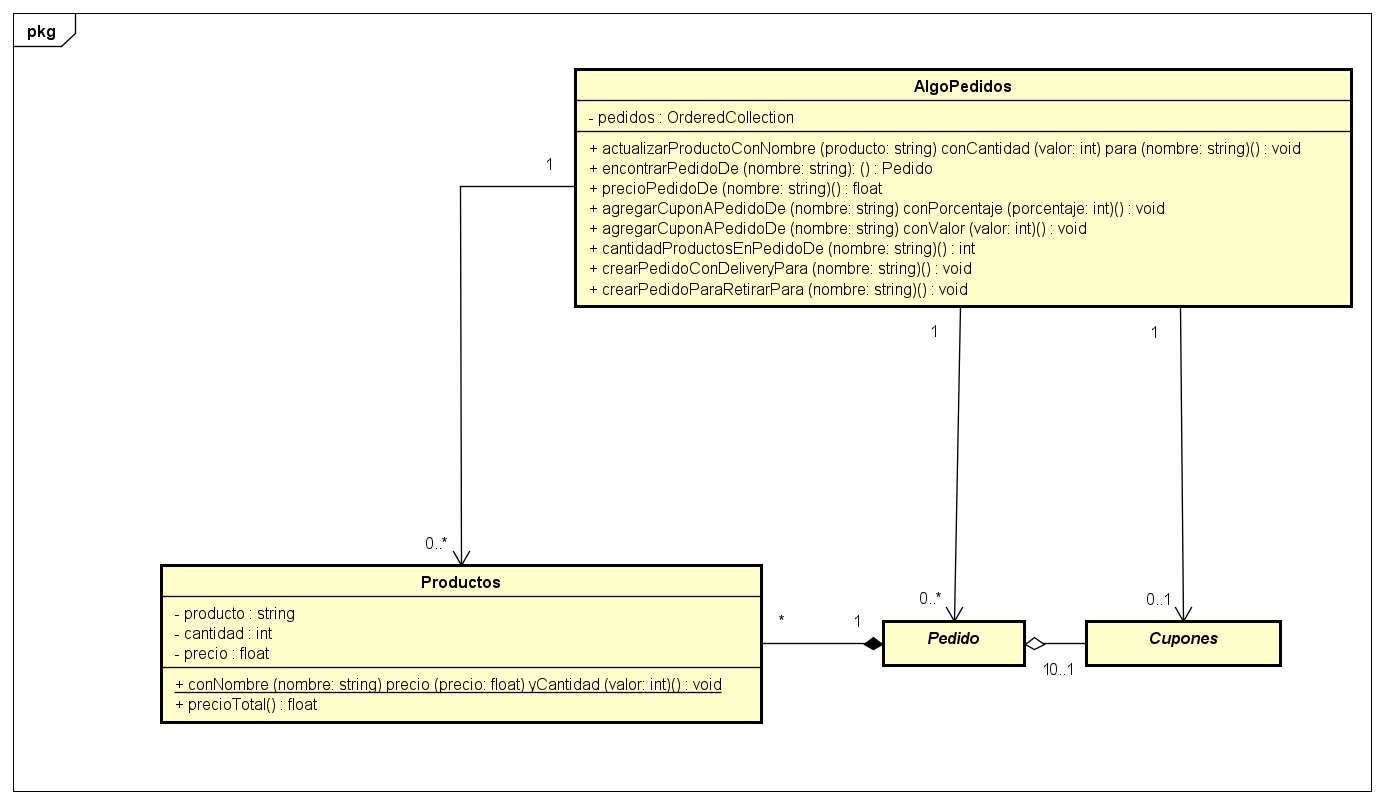 pkg
AlgoPedidos
- pedidos : OrderedCollection
+ actualizarProductoConNombre (producto: string) conCantidad (valor: int) para (nombre: string)() : void
+ encontrarPedidoDe (nombre: string): () : Pedido
+ precioPedidoDe (nombre: string)() : float
+ agregarCuponAPedidoDe (nombre: string) conPorcentaje (porcentaje: int)() : void
+ agregarCuponAPedidoDe (nombre: string) conValor (valor: int)() : void
+ cantidadProductosEnPedidoDe (nombre: string)() : int
+ crearPedidoConDeliveryPara (nombre: string)() : void
+ crearPedidoParaRetirarPara (nombre: string)() : void
1
1
1
0..*
0..*
0..1
Productos
- producto : string
- cantidad : int
- precio : float
+ conNombre (nombre: string) precio (precio: float) yCantidad (valor: int)() : void
+ precioTotal() : float
*
1
Pedido
10..1
Cupones